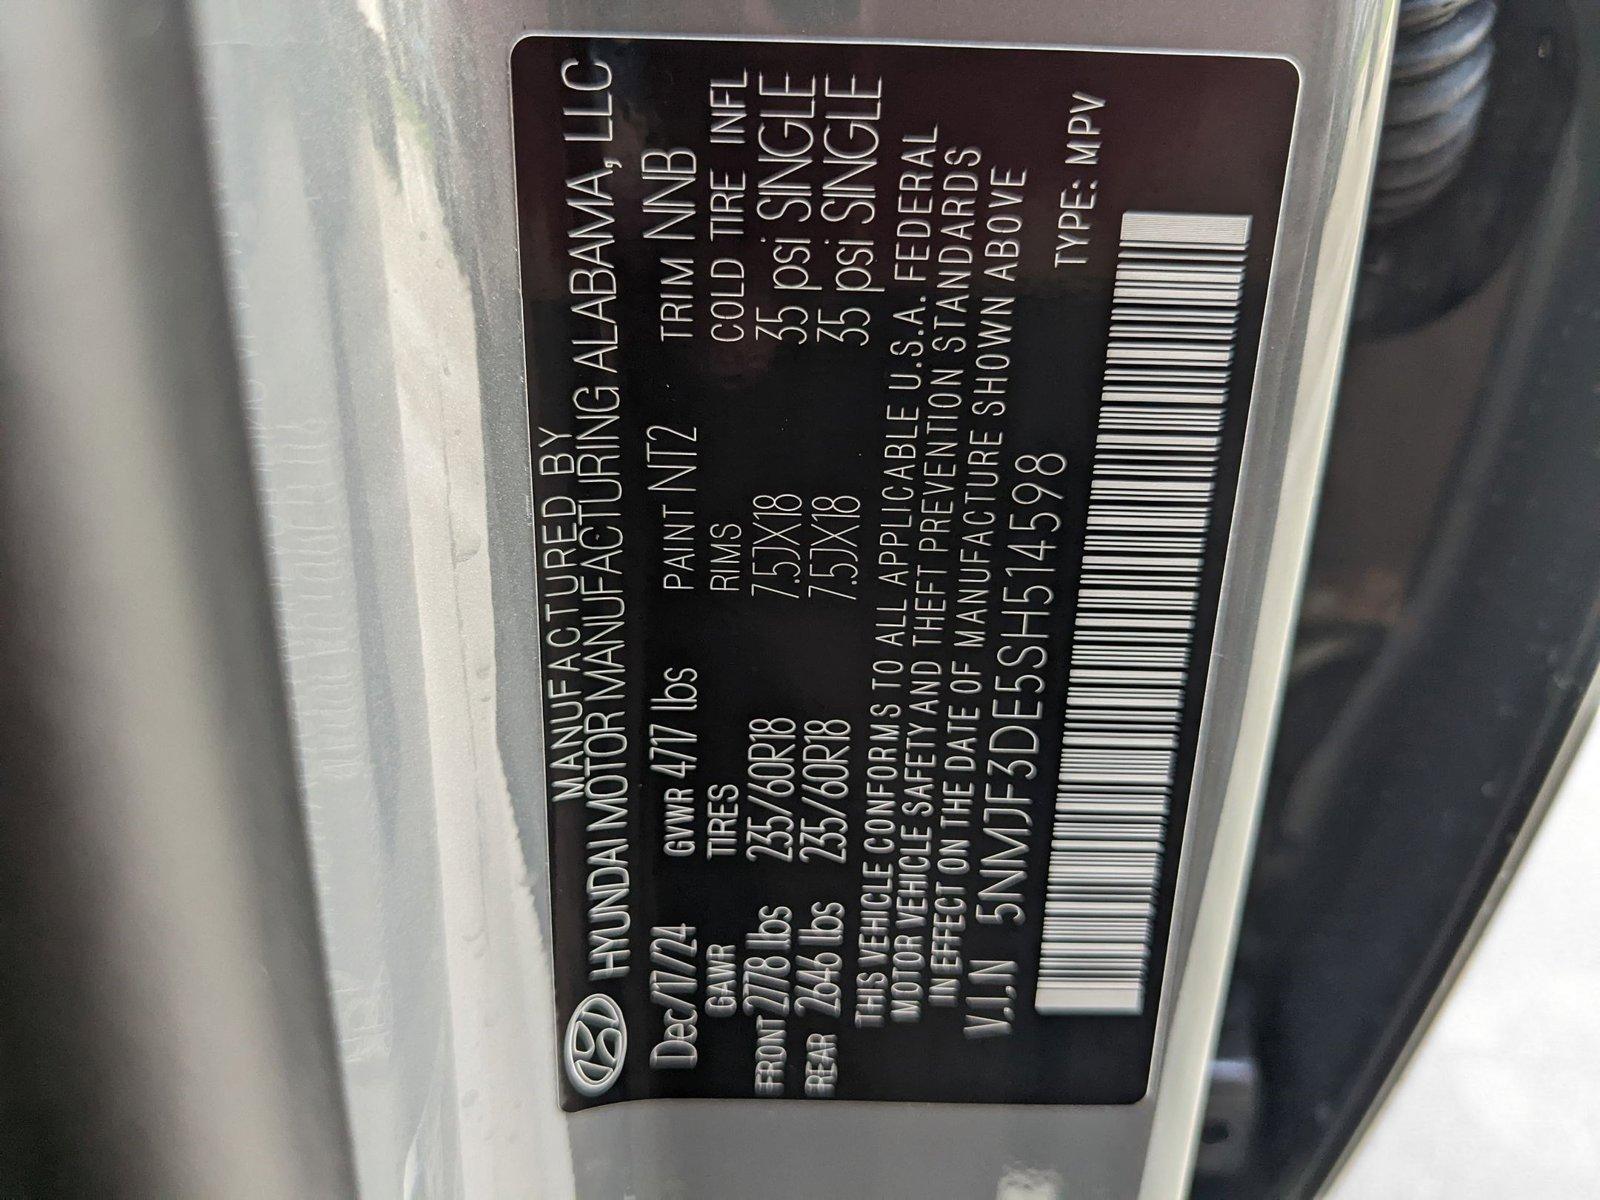 MANUFACTURED BY
HYUNDAI MOTOR MANUFACTURING ALABAMA, LLC
Dec/17/24 GVWR 4717 lbs PAINT NT2 TRIM NNB
GAWR TIRES RIMS COLD TIRE INFL
FRONT 2778 lbs 235/60R18 7.5JX18 35 psi SINGLE
REAR 2646 lbs 235/60R18 7.5JX18 35 psi SINGLE
THIS VEHICLE CONFORMS TO ALL APPLICABLE U.S.A. FEDERAL
MOTOR VEHICLE SAFETY AND THEFT PREVENTION STANDARDS
IN EFFECT ON THE DATE OF MANUFACTURE SHOWN ABOVE
V.I.N 5NMJF3DE5SH514598 TYPE: MPV